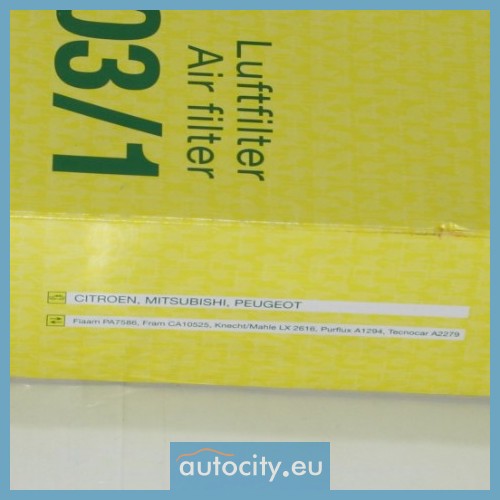 03/1
Luftfilter
Air filter
CITROEN, MITSUBISHI, PEUGEOT
Fiaam PA7586, Fram CA10525, Knecht/Mahle LX 2616, Purflux A1294, Tecnocar A2279
autocity.eu